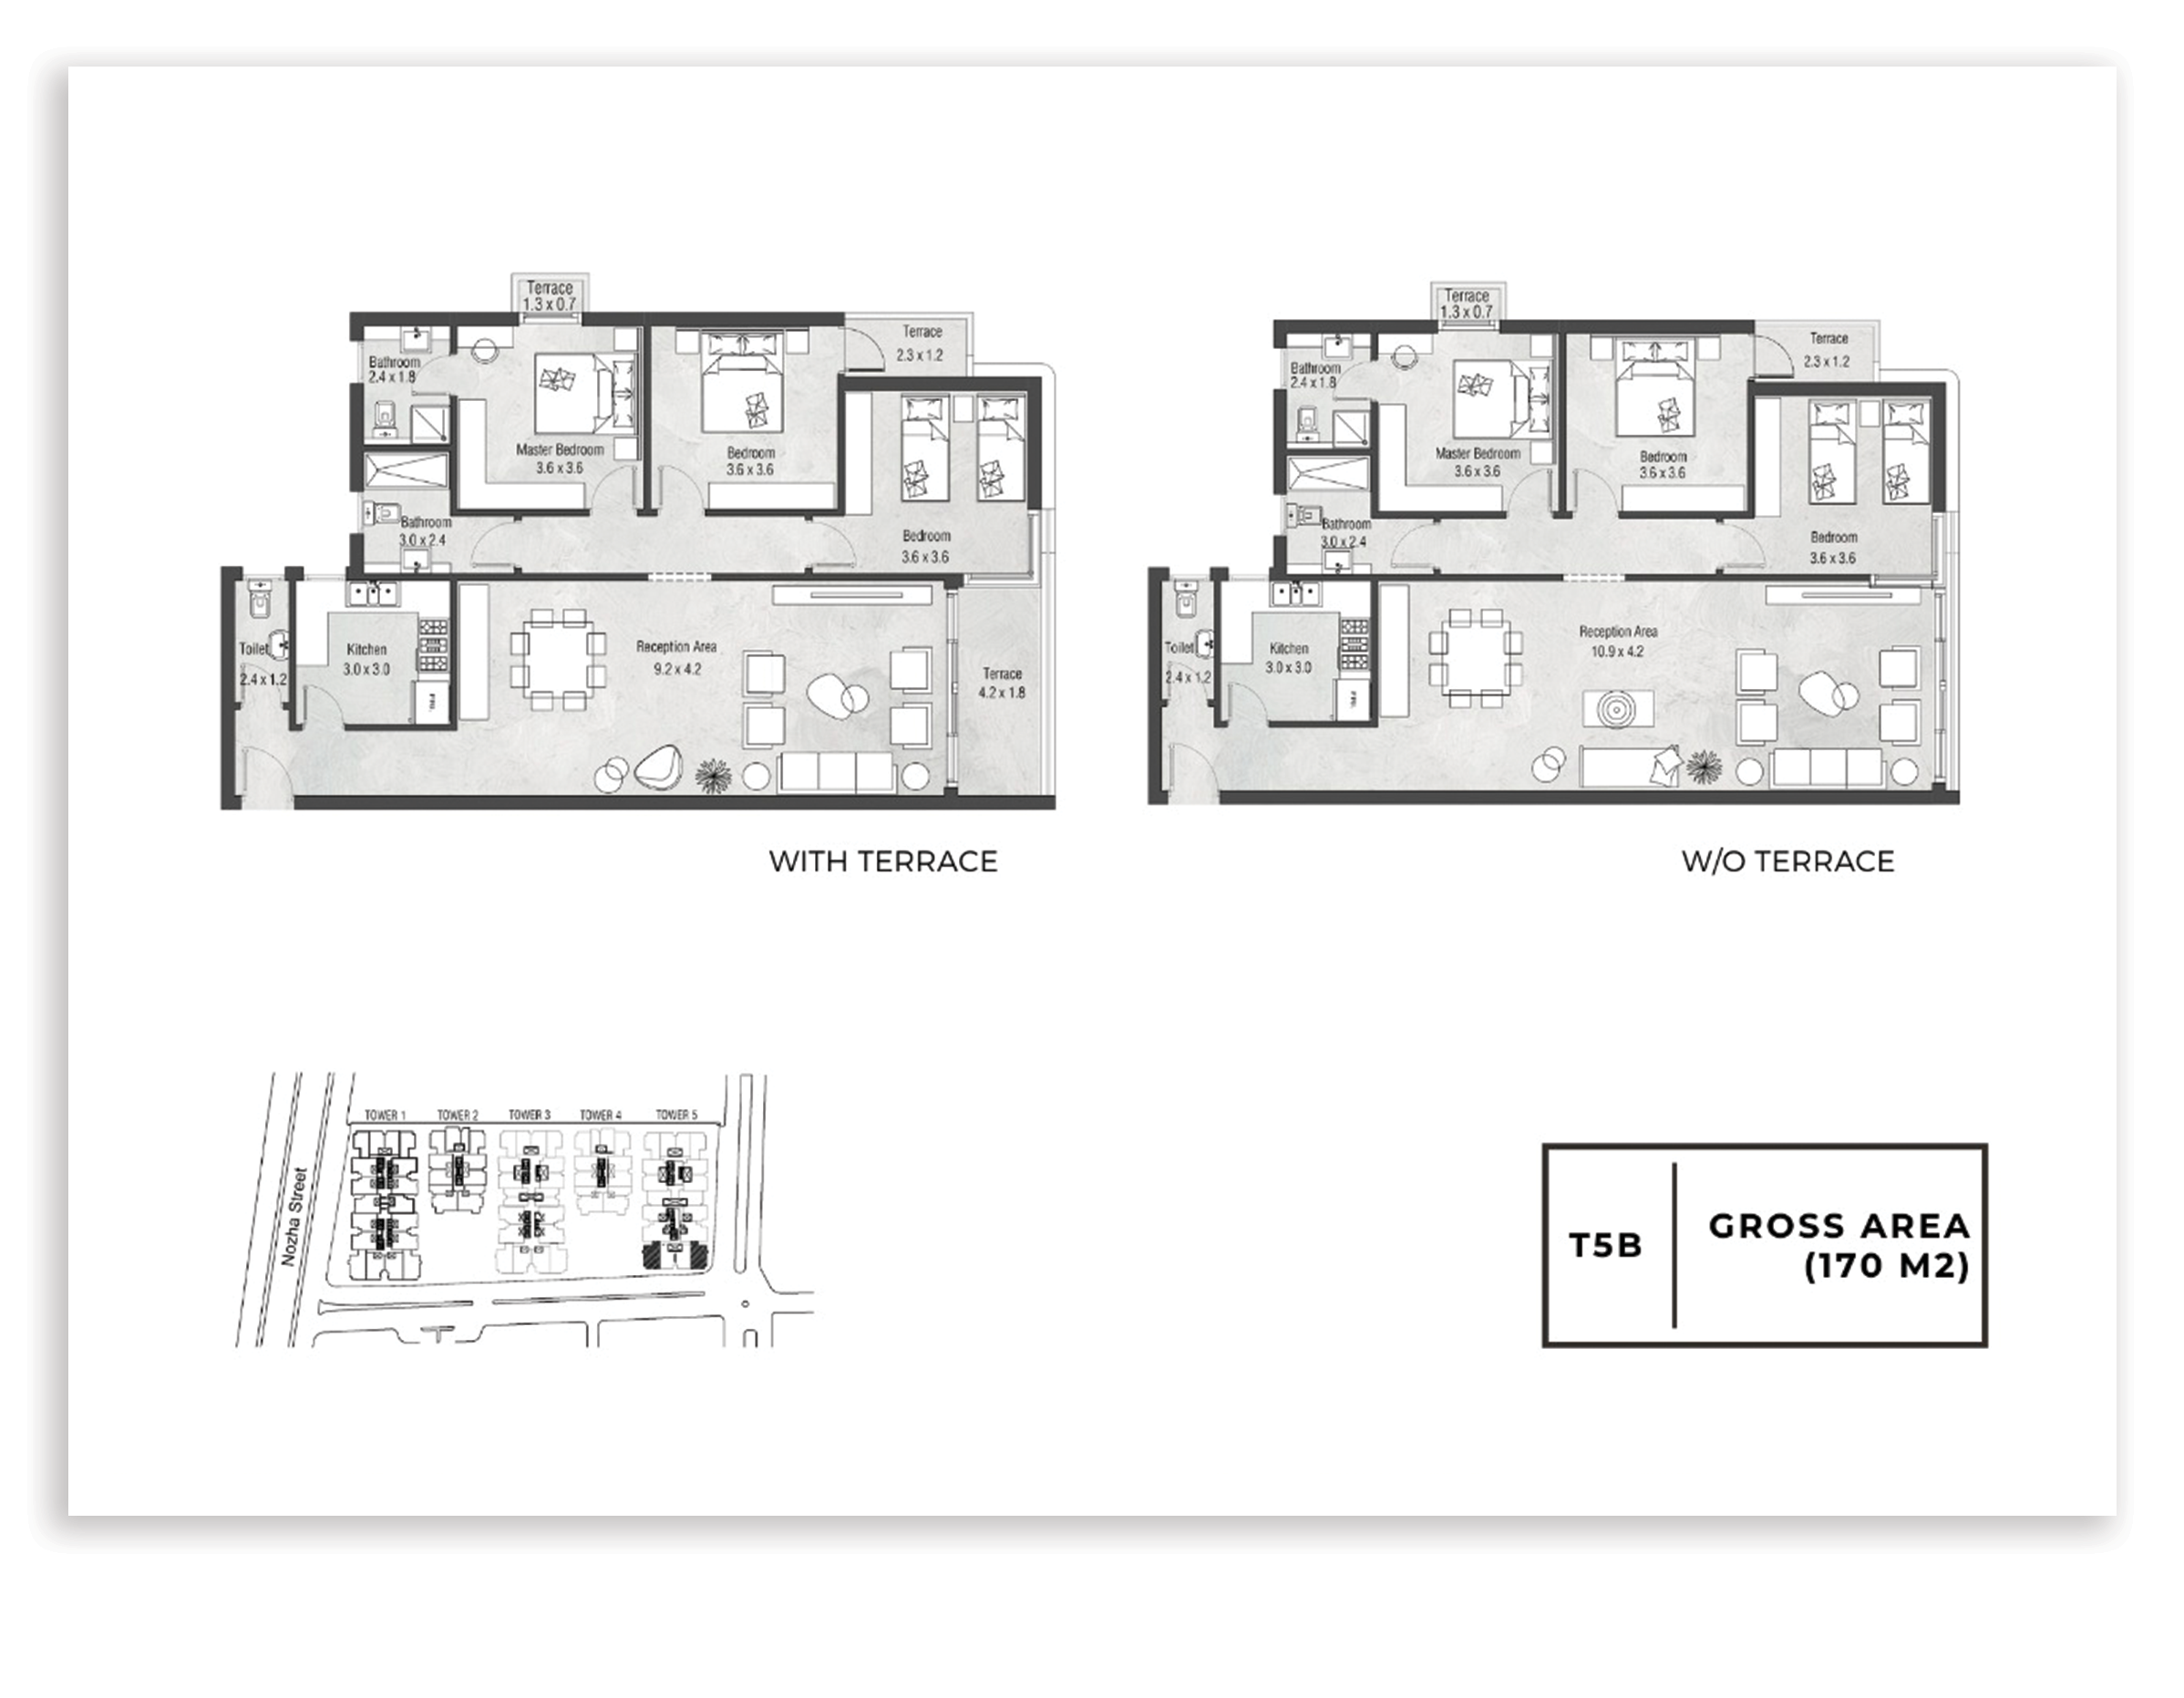 Terrace
1.3 x 0.7
Terrace
2.3 x 1.2
Bathroom
2.4 x 1.8
Master Bedroom
3.6 x 3.6
Bedroom
3.6 x 3.6
Bathroom
3.0 x 2.4
Bedroom
3.6 x 3.6
Toilet
2.4 x 1.2
Kitchen
3.0 x 3.0
Reception Area
9.2 x 4.2
Terrace
4.2 x 1.8
WITH TERRACE
Terrace
1.3 x 0.7
Terrace
2.3 x 1.2
Bathroom
2.4 x 1.8
Master Bedroom
3.6 x 3.6
Bedroom
3.6 x 3.6
Bathroom
3.0 x 2.4
Bedroom
3.6 x 3.6
Toilet
2.4 x 1.2
Kitchen
3.0 x 3.0
Reception Area
10.9 x 4.2
W/O TERRACE
TOWER 1 TOWER 2 TOWER 3 TOWER 4 TOWER 5
Nozha Street
T5B
GROSS AREA
(170 M2)